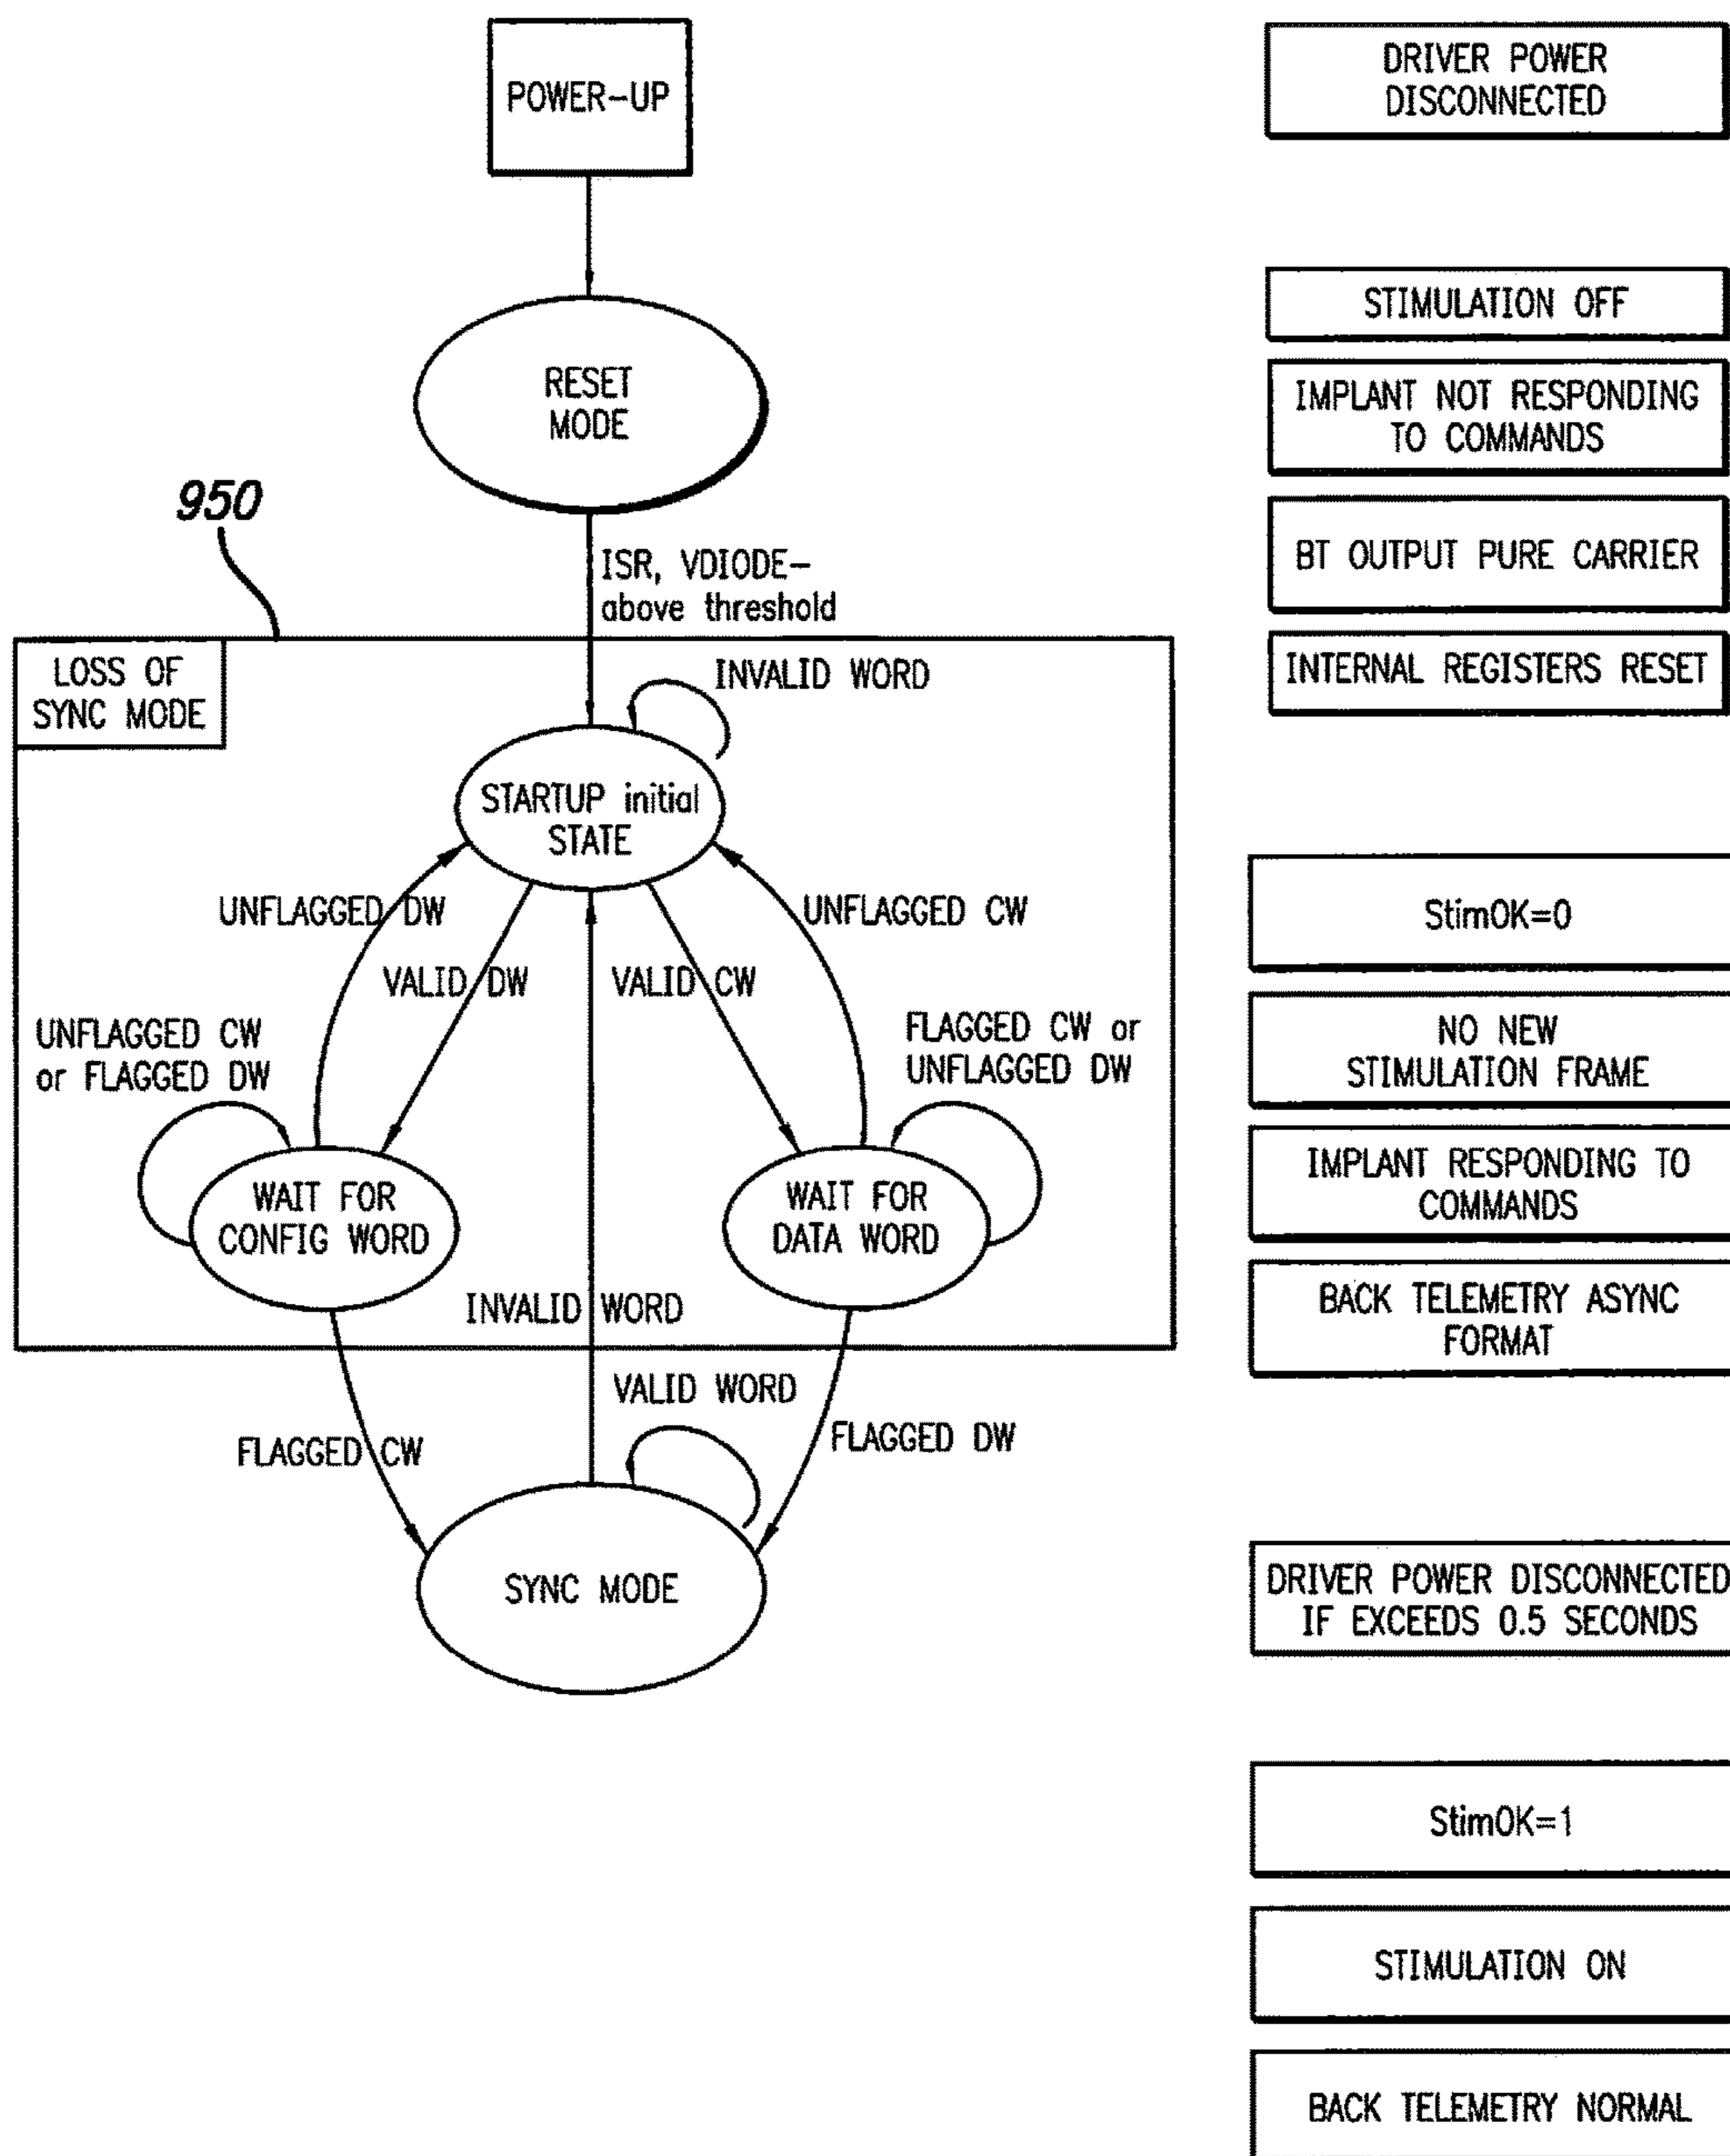 POWER-UP
DRIVER POWER
DISCONNECTED
RESET
MODE
STIMULATION OFF
IMPLANT NOT RESPONDING
TO COMMANDS
BT OUTPUT PURE CARRIER
INTERNAL REGISTERS RESET
950
ISR, VDIODE-
above threshold
LOSS OF
SYNC MODE
INVALID WORD
STARTUP initial
STATE
UNFLAGGED DW
VALID DW
VALID CW
UNFLAGGED CW
UNFLAGGED CW
or FLAGGED DW
FLAGGED CW or
UNFLAGGED DW
WAIT FOR
CONFIG WORD
WAIT FOR
DATA WORD
INVALID WORD
VALID WORD
FLAGGED CW
FLAGGED DW
SYNC MODE
StimOK=0
NO NEW
STIMULATION FRAME
IMPLANT RESPONDING TO
COMMANDS
BACK TELEMETRY ASYNC
FORMAT
DRIVER POWER DISCONNECTED
IF EXCEEDS 0.5 SECONDS
StimOK=1
STIMULATION ON
BACK TELEMETRY NORMAL